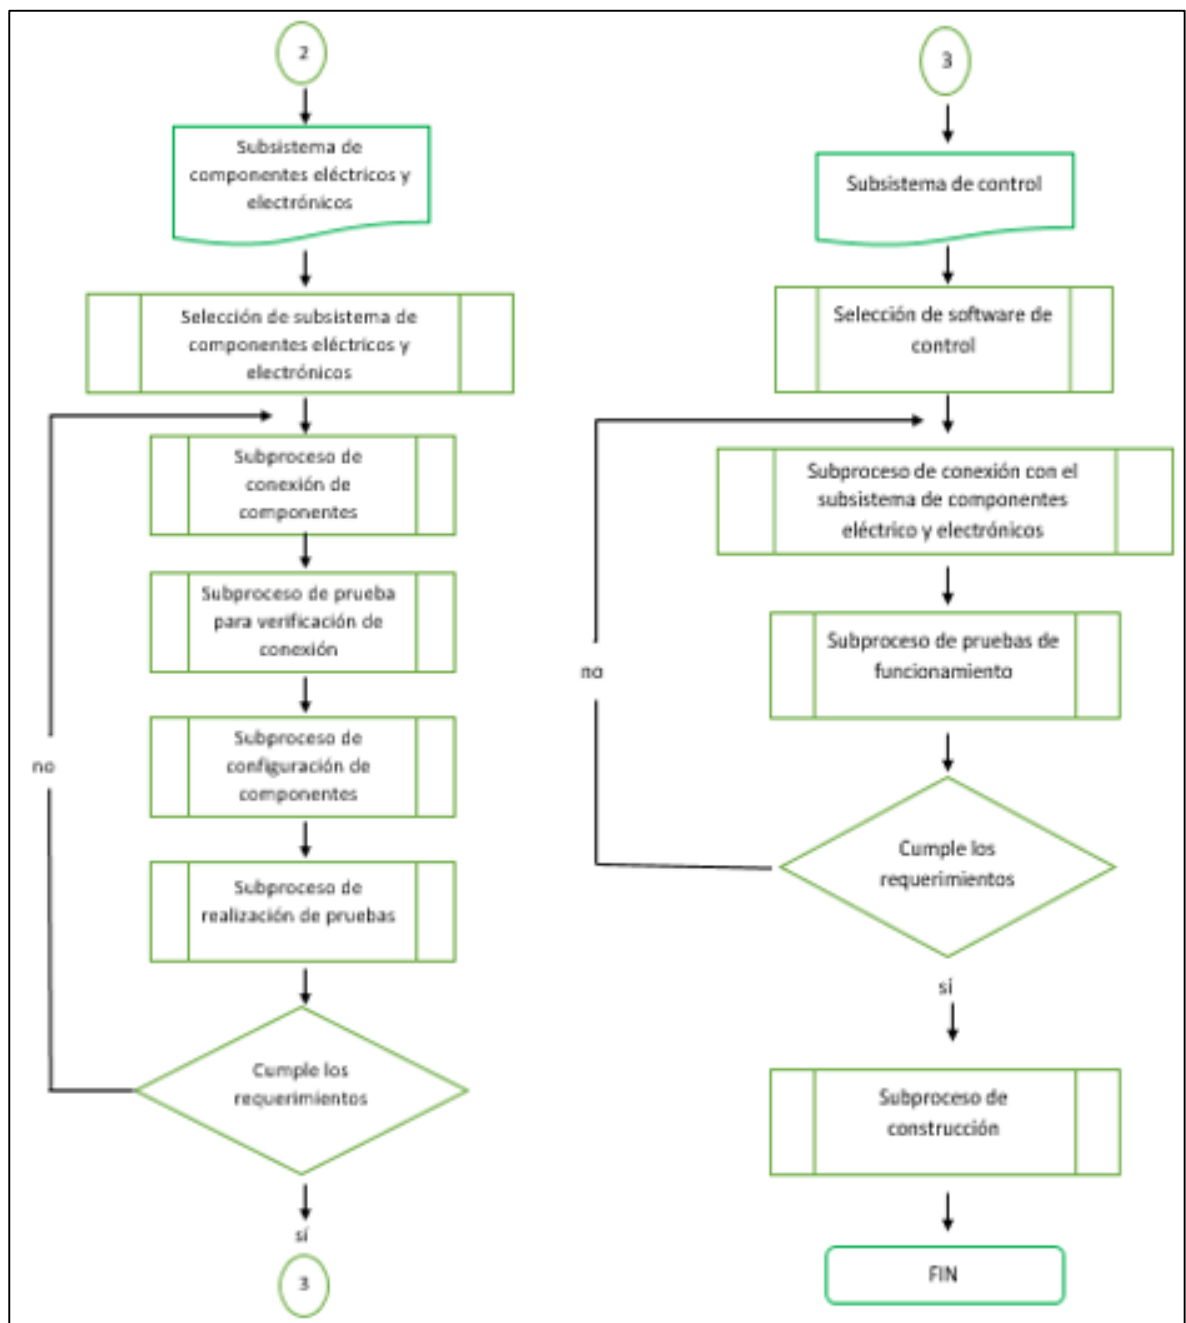 2
Subsistema de
componentes eléctricos y
electrónicos
Selección de subsistema de
componentes eléctricos y
electrónicos
Subproceso de
conexión de
componentes
Subproceso de prueba
para verificación de
conexión
no
Subproceso de
configuración de
componentes
Subproceso de
realización de pruebas
Cumple los
requerimientos
sí
3
3
Subsistema de control
Selección de software de
control
Subproceso de conexión con el
subsistema de componentes
eléctrico y electrónicos
no
Subproceso de pruebas de
funcionamiento
Cumple los
requerimientos
sí
Subproceso de
construcción
FIN